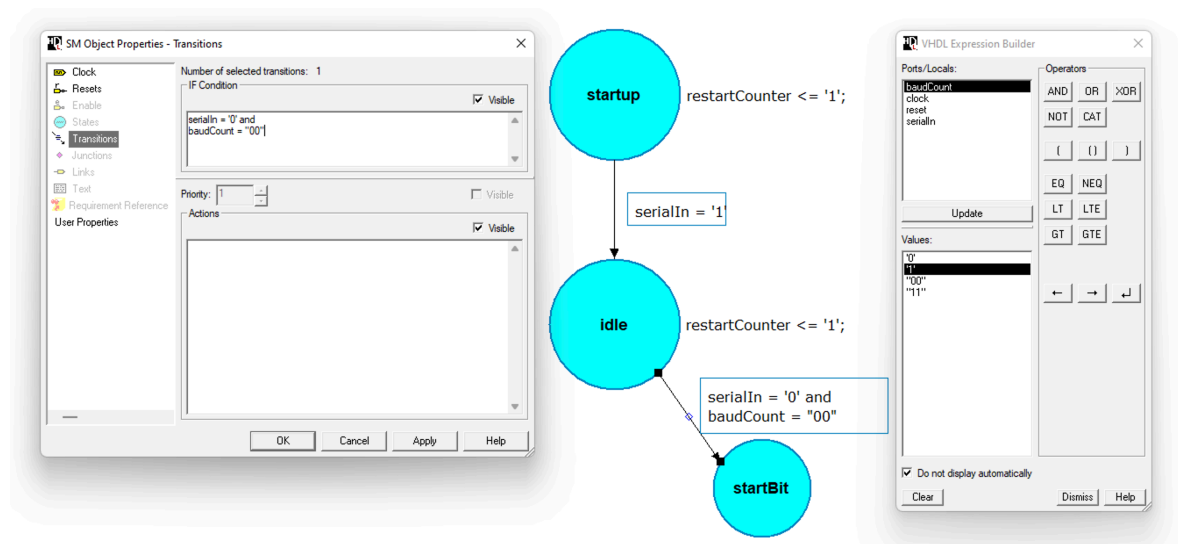 SM Object Properties - Transitions
Clock
Resets
Enable
States
Transitions
Junctions
Links
Text
Requirement Reference
User Properties
Number of selected transitions: 1
IF Condition
Visible
serialIn = '0' and
baudCount = "00"
Priority: 1
Visible
Actions
Visible
OK Cancel Apply Help
startup
restartCounter <= '1';
serialIn = '1'
idle
restartCounter <= '1';
serialIn = '0' and
baudCount = "00"
startBit
VHDL Expression Builder
Ports/Locals:
baudCount
clock
reset
serialIn
Update
Values:
'0'
'1'
"00"
"11"
Operators
AND OR XOR
NOT CAT
( () )
EQ NEQ
LT LTE
GT GTE
← → ↵
Do not display automatically
Clear Dismiss Help